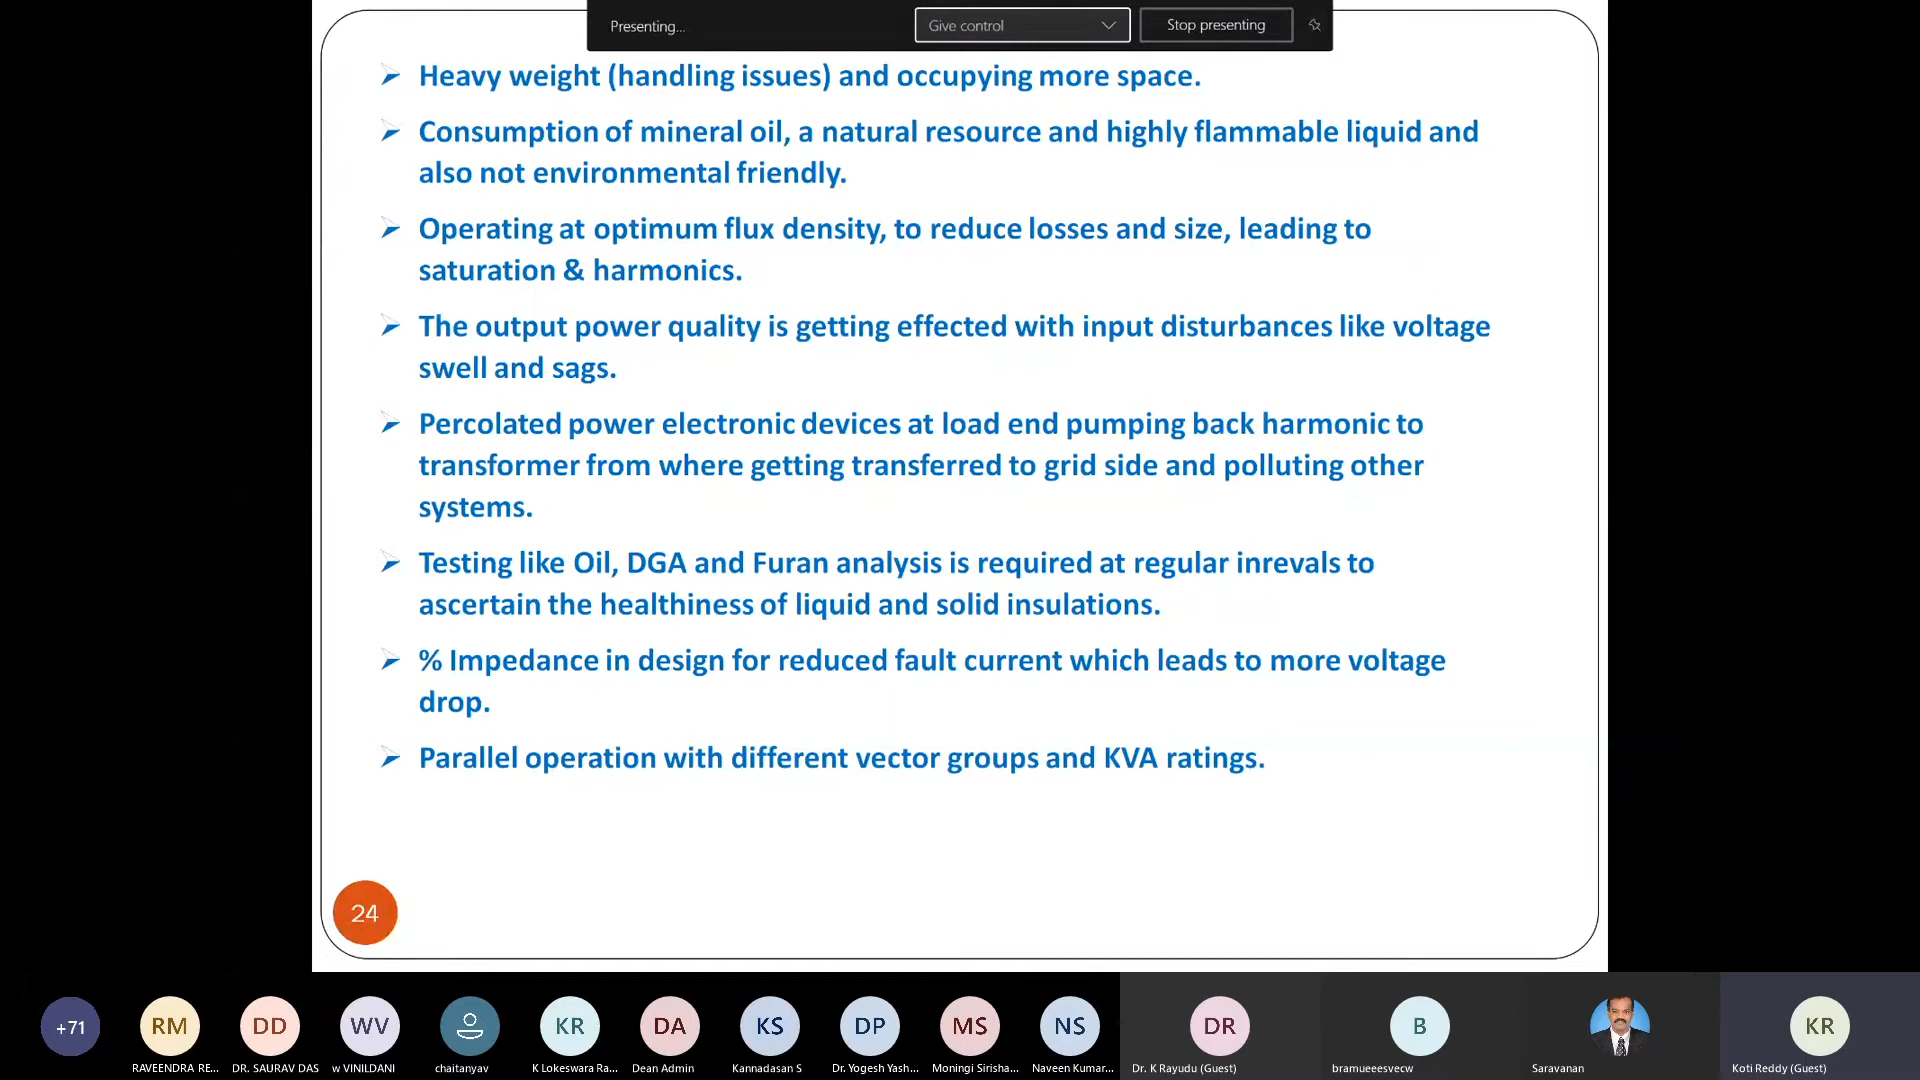 Presenting...
Give control
Stop presenting
Heavy weight (handling issues) and occupying more space.
Consumption of mineral oil, a natural resource and highly flammable liquid and
also not environmental friendly.
Operating at optimum flux density, to reduce losses and size, leading to
saturation & harmonics.
The output power quality is getting effected with input disturbances like voltage
swell and sags.
Percolated power electronic devices at load end pumping back harmonic to
transformer from where getting transferred to grid side and polluting other
systems.
Testing like Oil, DGA and Furan analysis is required at regular inrevals to
ascertain the healthiness of liquid and solid insulations.
% Impedance in design for reduced fault current which leads to more voltage
drop.
Parallel operation with different vector groups and KVA ratings.
24
+71
RM
DD
WV
KR
DA
KS
DP
MS
NS
DR
B
KR
RAVEENDRA RE...
DR. SAURAV DAS
w VINILDANI
chaitanyav
K Lokeswara Ra...
Dean Admin
Kannadasan S
Dr. Yogesh Yash...
Moningi Sirisha...
Naveen Kumar...
Dr. K Rayudu (Guest)
bramueeesvecw
Saravanan
Koti Reddy (Guest)